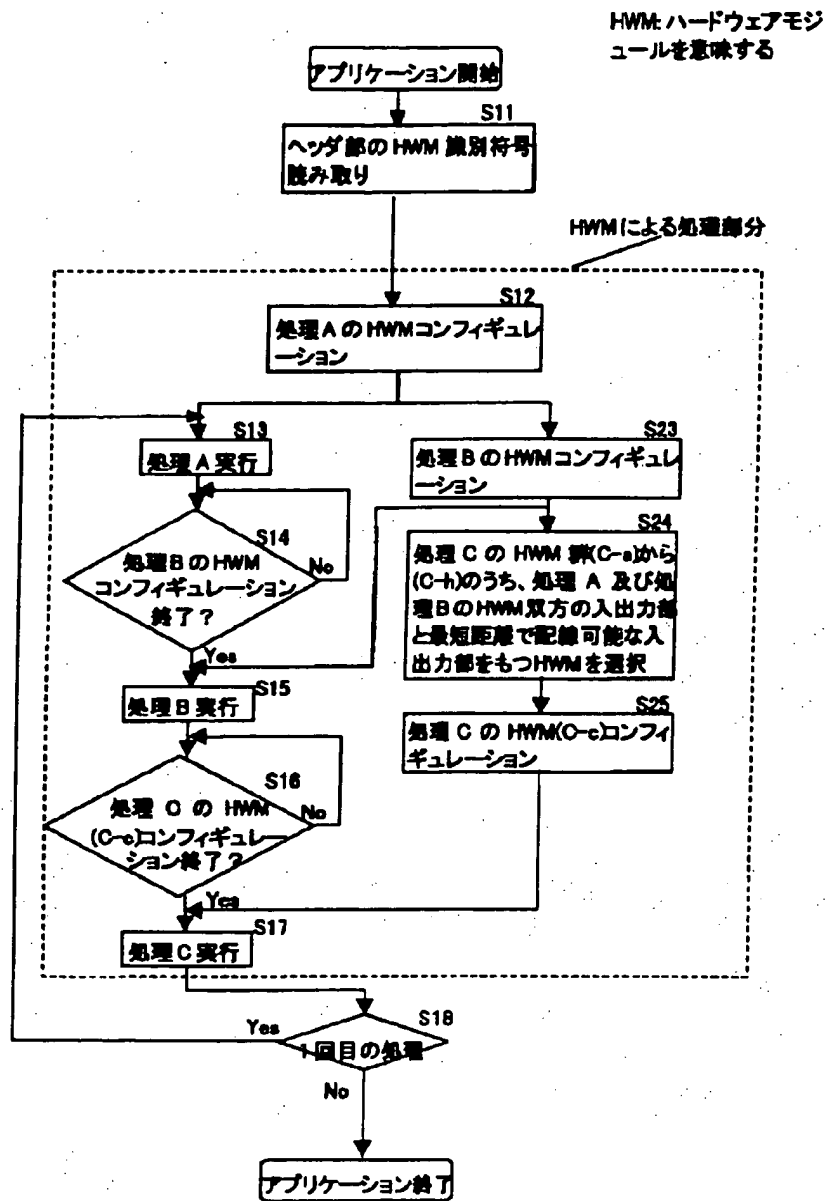 HWM: ハードウェアモジ
ュールを意味する
アプリケーション開始
S11
ヘッダ部のHWM 識別符号
読み取り
HWMによる処理部分
S12
処理AのHWMコンフィギュレ
ーション
S13
処理A実行
S23
処理BのHWMコンフィギュレ
ーション
S14
処理BのHWM
コンフィギュレーション
終了?
No
Yes
S24
処理CのHWM群(C-a)から
(C-h)のうち、処理A及び処
理BのHWM双方の入出力部
と最短距離で配線可能な入
出力部をもつHWMを選択
S15
処理B実行
S25
処理CのHWM(C-c)コンフィ
ギュレーション
S16
処理CのHWM
(C-c)コンフィギュレー
ション終了?
No
Yes
S17
処理C実行
S18
1回目の処理
Yes
No
アプリケーション終了